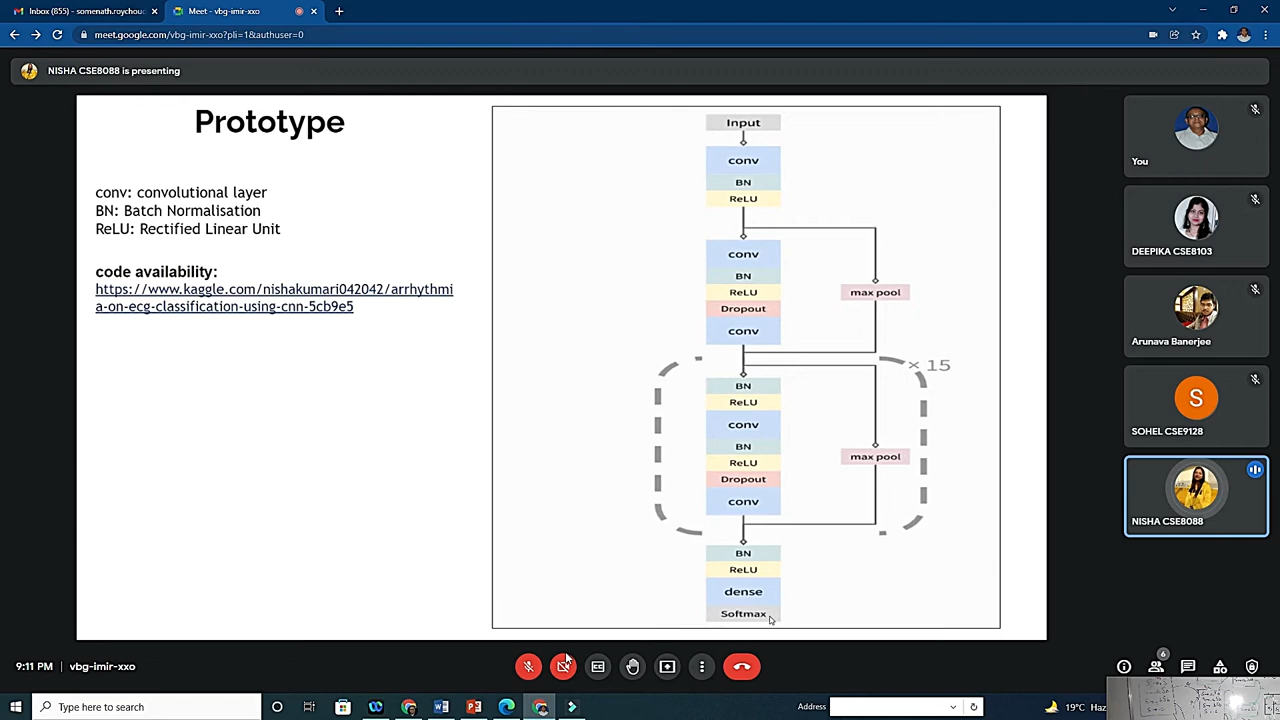 Inbox (855) - somenath.roychou
Meet - vbg-imir-xxo
meet.google.com/vbg-imir-xxo?pli=1&authuser=0
NISHA CSE8088 is presenting
Prototype
conv: convolutional layer
BN: Batch Normalisation
ReLU: Rectified Linear Unit
code availability:
https://www.kaggle.com/nishakumari042042/arrhythmi
a-on-ecg-classification-using-cnn-5cb9e5
Input
conv
BN
ReLU
conv
BN
ReLU
Dropout
conv
max pool
× 15
BN
ReLU
conv
BN
ReLU
Dropout
conv
max pool
BN
ReLU
dense
Softmax
You
DEEPIKA CSE8103
Arunava Banerjee
S
SOHEL CSE9128
NISHA CSE8088
9:11 PM | vbg-imir-xxo
6
Type here to search
Address
19°C Haz